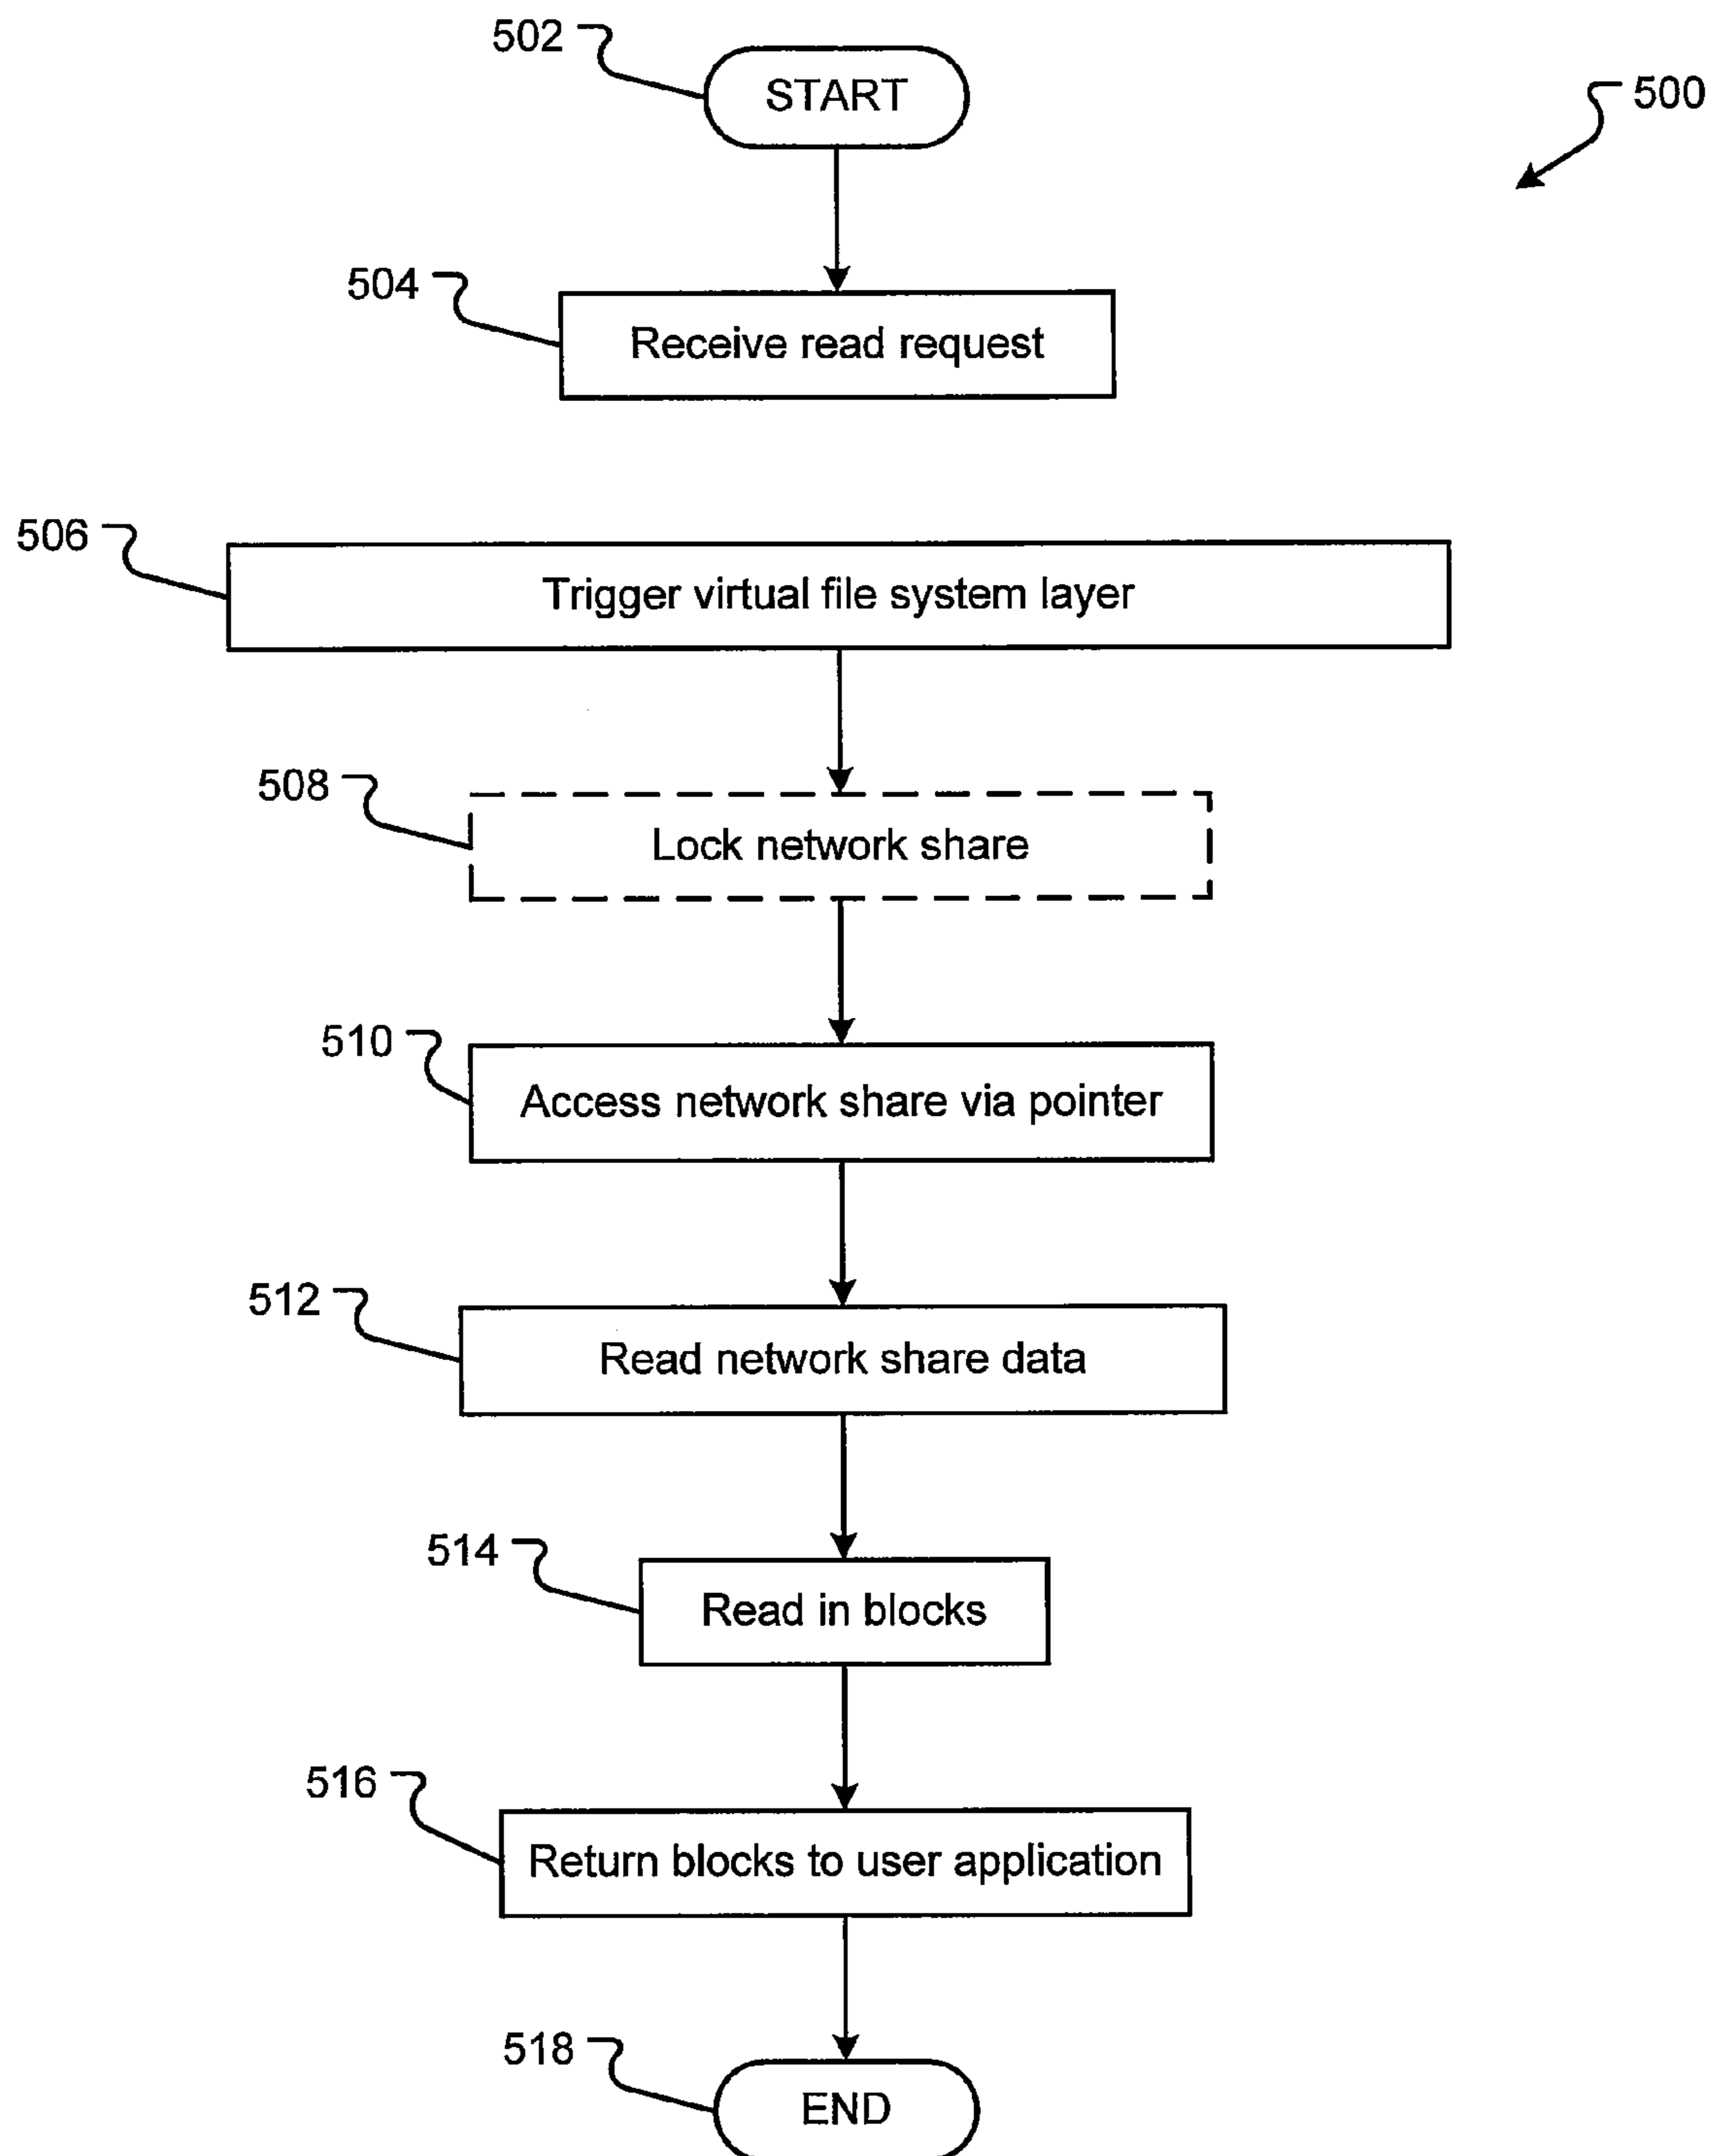 502
START
500
504
Receive read request
506
Trigger virtual file system layer
508
Lock network share
510
Access network share via pointer
512
Read network share data
514
Read in blocks
516
Return blocks to user application
518
END